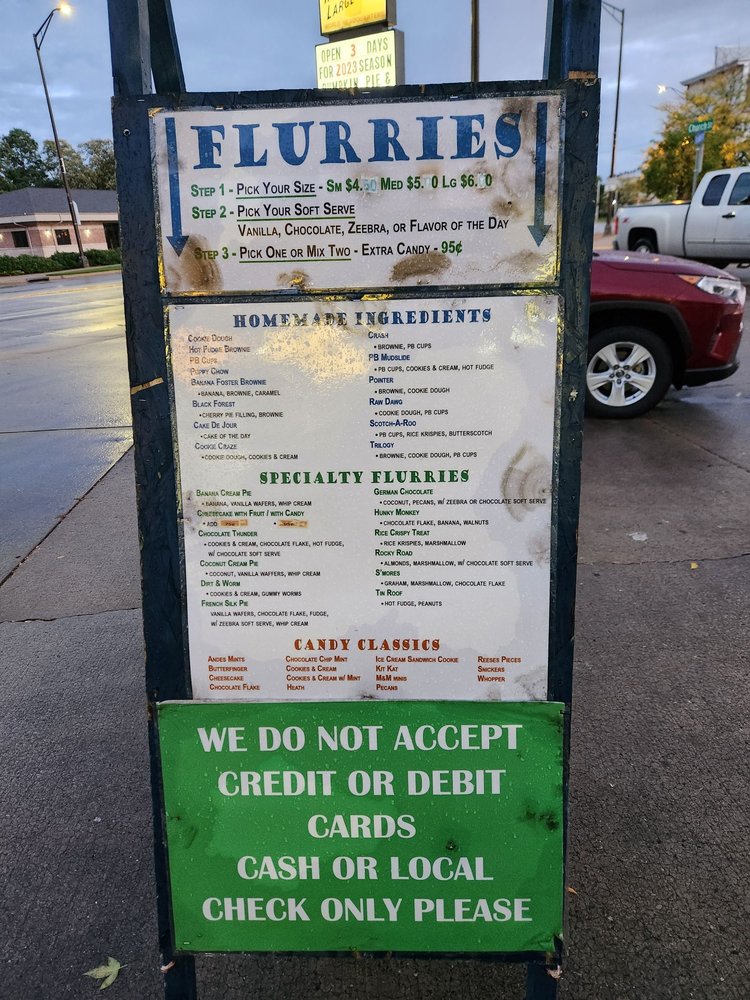 LARGE
OPEN 3 DAYS
FOR 2023 SEASON
PUMPKIN PIE &
Church
FLURRIES
STEP 1 - PICK YOUR SIZE - SM $4. MED $5. LG $6.
STEP 2 - PICK YOUR SOFT SERVE
VANILLA, CHOCOLATE, ZEEBRA, OR FLAVOR OF THE DAY
STEP 3 - PICK ONE OR MIX TWO - EXTRA CANDY - 95¢
HOMEMADE INGREDIENTS
COOKIE DOUGH
HOT FUDGE BROWNIE
PB CUPS
PUPPY CHOW
BANANA FOSTER BROWNIE
• BANANA, BROWNIE, CARAMEL
BLACK FOREST
• CHERRY PIE FILLING, BROWNIE
CAKE DE JOUR
• CAKE OF THE DAY
COOKIE CRAZE
• COOKIE DOUGH, COOKIES & CREAM
CRASH
• BROWNIE, PB CUPS
PB MUDSLIDE
• PB CUPS, COOKIES & CREAM, HOT FUDGE
POINTER
• BROWNIE, COOKIE DOUGH
RAW DAWG
• COOKIE DOUGH, PB CUPS
SCOTCH-A-ROO
• PB CUPS, RICE KRISPIES, BUTTERSCOTCH
TRILOGY
• BROWNIE, COOKIE DOUGH, PB CUPS
SPECIALTY FLURRIES
BANANA CREAM PIE
• BANANA, VANILLA WAFERS, WHIP CREAM
CHEESECAKE WITH FRUIT / WITH CANDY
• ADD
CHOCOLATE THUNDER
• COOKIES & CREAM, CHOCOLATE FLAKE, HOT FUDGE,
W/ CHOCOLATE SOFT SERVE
COCONUT CREAM PIE
• COCONUT, VANILLA WAFERS, WHIP CREAM
DIRT & WORM
• COOKIES & CREAM, GUMMY WORMS
FRENCH SILK PIE
VANILLA WAFERS, CHOCOLATE FLAKE, FUDGE,
W/ ZEEBRA SOFT SERVE, WHIP CREAM
GERMAN CHOCOLATE
• COCONUT, PECANS, W/ ZEEBRA OR CHOCOLATE SOFT SERVE
HUNKY MONKEY
• CHOCOLATE FLAKE, BANANA, WALNUTS
RICE CRISPY TREAT
• RICE KRISPIES, MARSHMALLOW
ROCKY ROAD
• ALMONDS, MARSHMALLOW, W/ CHOCOLATE SOFT SERVE
S'MORES
• GRAHAM, MARSHMALLOW, CHOCOLATE FLAKE
TIN ROOF
• HOT FUDGE, PEANUTS
CANDY CLASSICS
ANDES MINTS
BUTTERFINGER
CHEESECAKE
CHOCOLATE FLAKE
CHOCOLATE CHIP MINT
COOKIES & CREAM
COOKIES & CREAM W/ MINT
HEATH
ICE CREAM SANDWICH COOKIE
KIT KAT
M&M MINIS
PECANS
REESES PIECES
SNICKERS
WHOPPER
WE DO NOT ACCEPT
CREDIT OR DEBIT
CARDS
CASH OR LOCAL
CHECK ONLY PLEASE